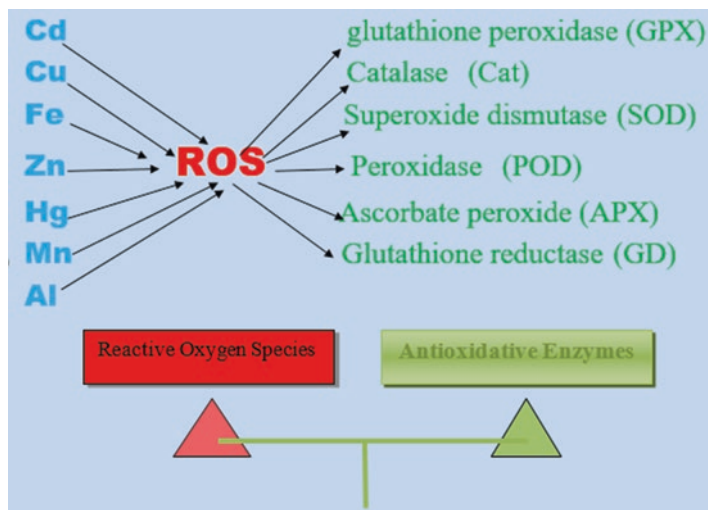 Cd
Cu
Fe
Zn
Hg
Mn
Al
ROS
glutathione peroxidase (GPX)
Catalase (Cat)
Superoxide dismutase (SOD)
Peroxidase (POD)
Ascorbate peroxide (APX)
Glutathione reductase (GD)
Reactive Oxygen Species
Antioxidative Enzymes